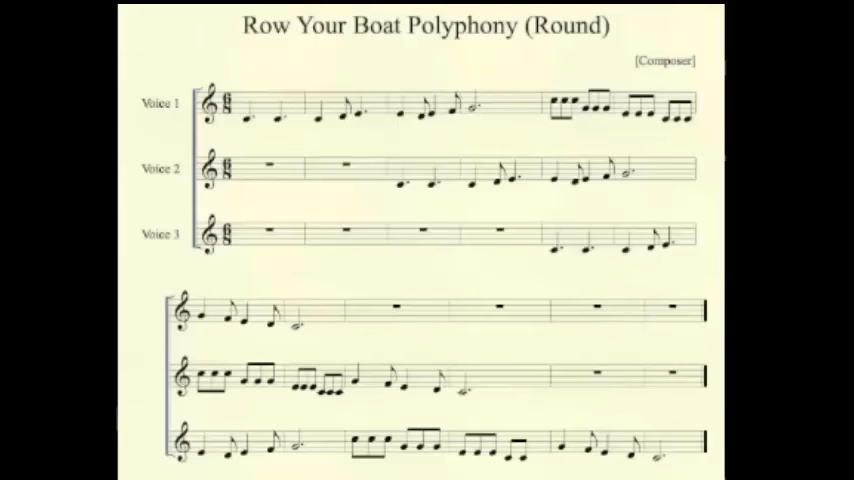 Row Your Boat Polyphony (Round)
[Composer]
Voice 1
Voice 2
Voice 3